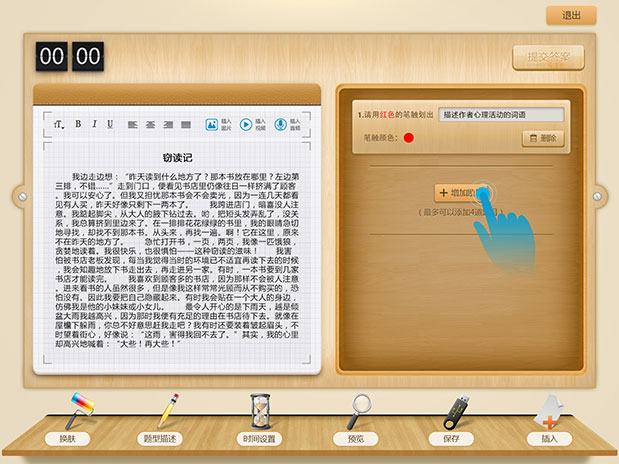 退出
00 00
提交答案
T B I U 插入图片 插入视频 插入音频
窃读记
我边走边想：“昨天读到什么地方了？那本书放在哪里？左边第
三排，不错……”走到门口，便看见书店里仍像往日一样挤满了顾客
。我可以安心了。但我又担忧那本书会不会卖光，因为一连几天都看
见有人买，昨天好像只剩下一两本了。 我跨进店门，暗喜没人注
意。我踮起脚尖，从大人的腋下钻过去。哟，把短头发弄乱了，没关
系，我总算挤到里边来了。在一排排花花绿绿的书里，我的眼睛急切
地寻找，却找不到那本书。从头来，再找一遍。啊！它在这里，原来
不在昨天的地方了。 急忙打开书，一页，两页，我像一匹饿狼，
贪婪地读着。我很快乐，也很惧怕——这种窃读的滋味！ 我害
怕被书店老板发现，每当我觉得当时的环境已不适宜再读下去的时候
，我会知趣地放下书走出去，再走进另一家。有时，一本书要到几家
书店才能读完。 我喜欢到顾客多的书店，因为那样不会被人注意
。进来看书的人虽然很多，但是像我这样常常光顾而从不购买的，恐
怕没有。因此我要把自己隐藏起来。有时我会贴在一个大人的身边，
仿佛我是他的小妹妹或小女儿。 最令人开心的是下雨天，越是倾
盆大雨我越高兴，因为那时我便有充足的理由在书店待下去。就像在
屋檐下躲雨，你总不好意思赶我走吧？我有时还要装着皱起眉头，不
时望着街心，好像说：“这雨，害得我回不去了。”其实，我的心里
却高兴地喊着：“大些！再大些！”
1.请用红色的笔触划出 描述作者心理活动的词语
笔触颜色： 删除
+ 增加
（最多可以添加4道
换肤 题型描述 时间设置 预览 保存 插入